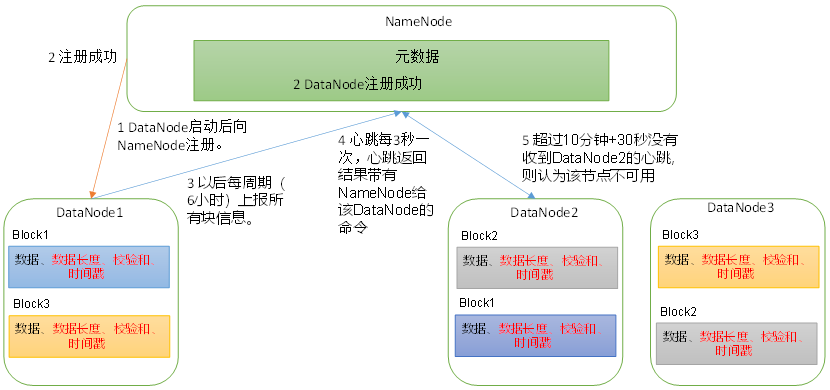 NameNode
元数据
2 DataNode注册成功
2 注册成功
1 DataNode启动后向
NameNode注册。
3 以后每周期（
6小时）上报所
有块信息。
4 心跳每3秒一
次，心跳返回
结果带有
NameNode给
该DataNode的
命令
5 超过10分钟+30秒没有
收到DataNode2的心跳,
则认为该节点不可用
DataNode1
Block1
数据、数据长度、校验和、
时间戳
Block3
数据、数据长度、校验和、
时间戳
DataNode2
Block2
数据、数据长度、校验和、
时间戳
Block1
数据、数据长度、校验和、
时间戳
DataNode3
Block3
数据、数据长度、校验和、
时间戳
Block2
数据、数据长度、校验和、
时间戳